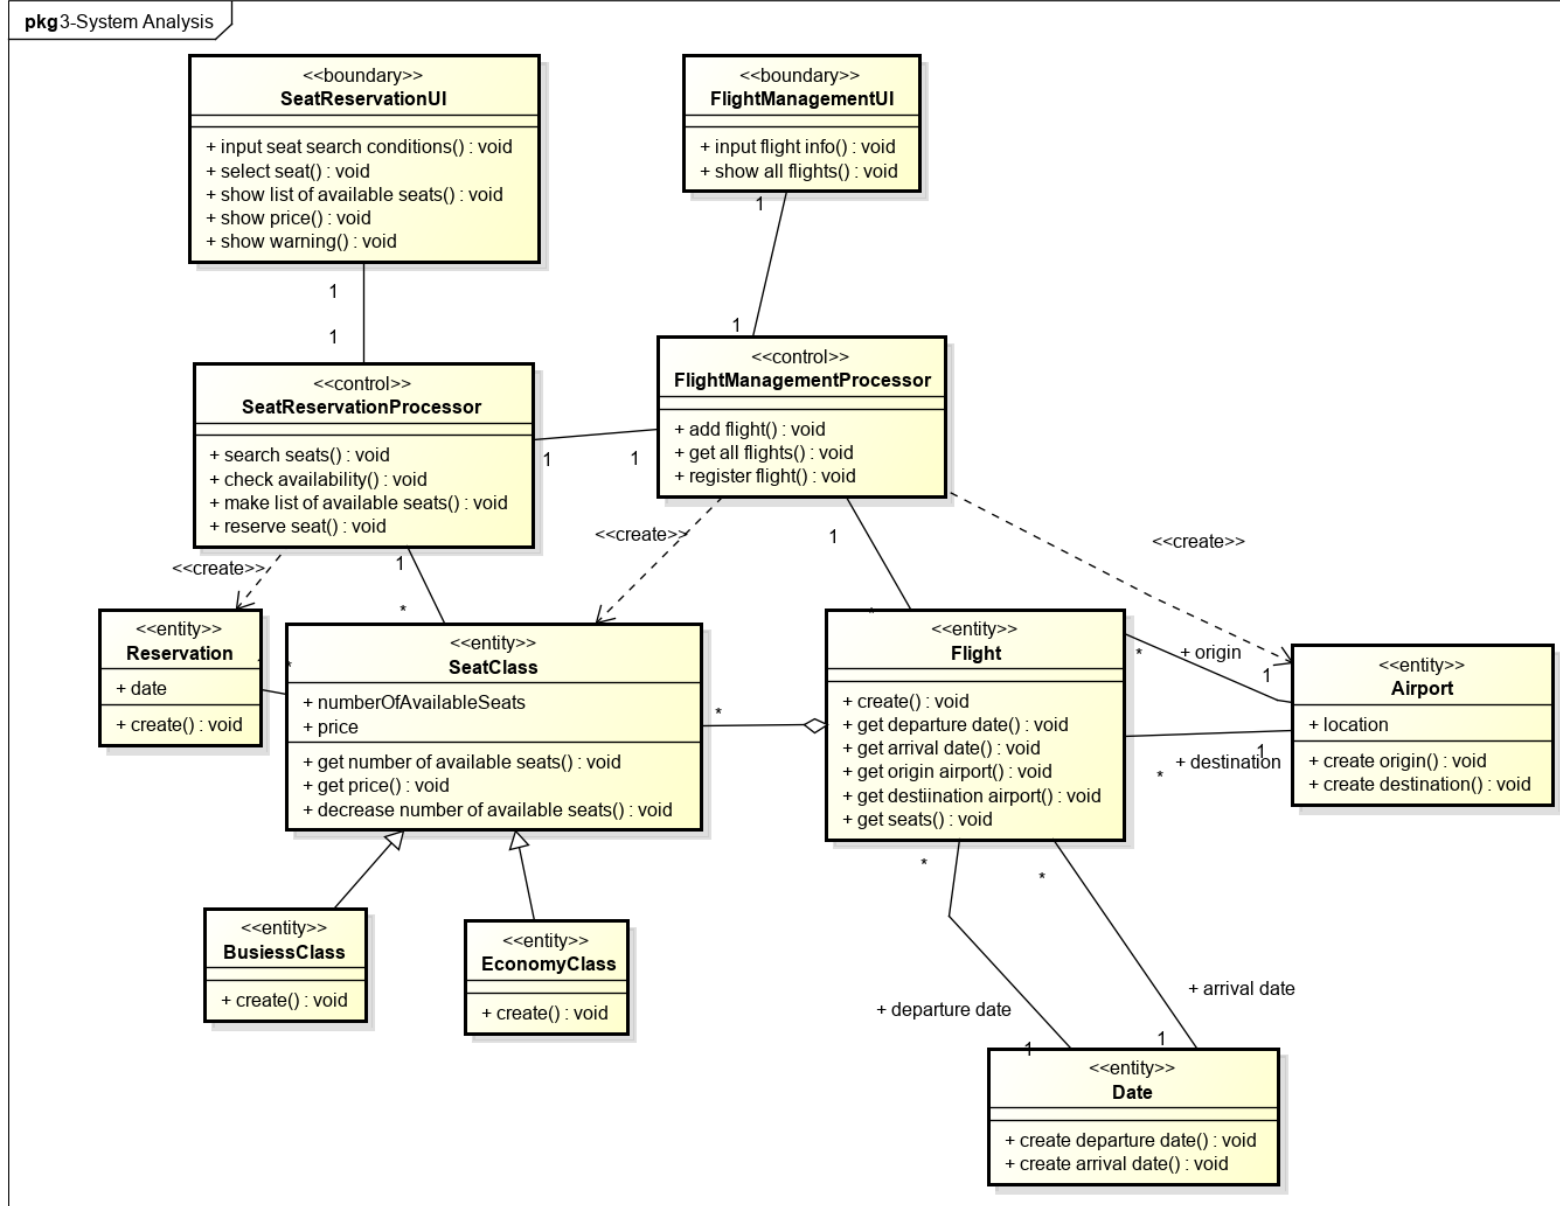 pkg 3-System Analysis
<<boundary>>
SeatReservationUI
+ input seat search conditions() : void
+ select seat() : void
+ show list of available seats() : void
+ show price() : void
+ show warning() : void
<<boundary>>
FlightManagementUI
+ input flight info() : void
+ show all flights() : void
1
1
1
1
<<control>>
SeatReservationProcessor
+ search seats() : void
+ check availability() : void
+ make list of available seats() : void
+ reserve seat() : void
<<control>>
FlightManagementProcessor
+ add flight() : void
+ get all flights() : void
+ register flight() : void
1
1
<<create>>
1
*
<<create>>
1
*
<<create>>
<<entity>>
Reservation
+ date
+ create() : void
*
<<entity>>
SeatClass
+ numberOfAvailableSeats
+ price
+ get number of available seats() : void
+ get price() : void
+ decrease number of available seats() : void
*
<<entity>>
Flight
+ create() : void
+ get departure date() : void
+ get arrival date() : void
+ get origin airport() : void
+ get destiination airport() : void
+ get seats() : void
*
+ origin
1
*
+ destination
1
<<entity>>
Airport
+ location
+ create origin() : void
+ create destination() : void
<<entity>>
BusiessClass
+ create() : void
<<entity>>
EconomyClass
+ create() : void
*
*
+ departure date
1
+ arrival date
1
<<entity>>
Date
+ create departure date() : void
+ create arrival date() : void